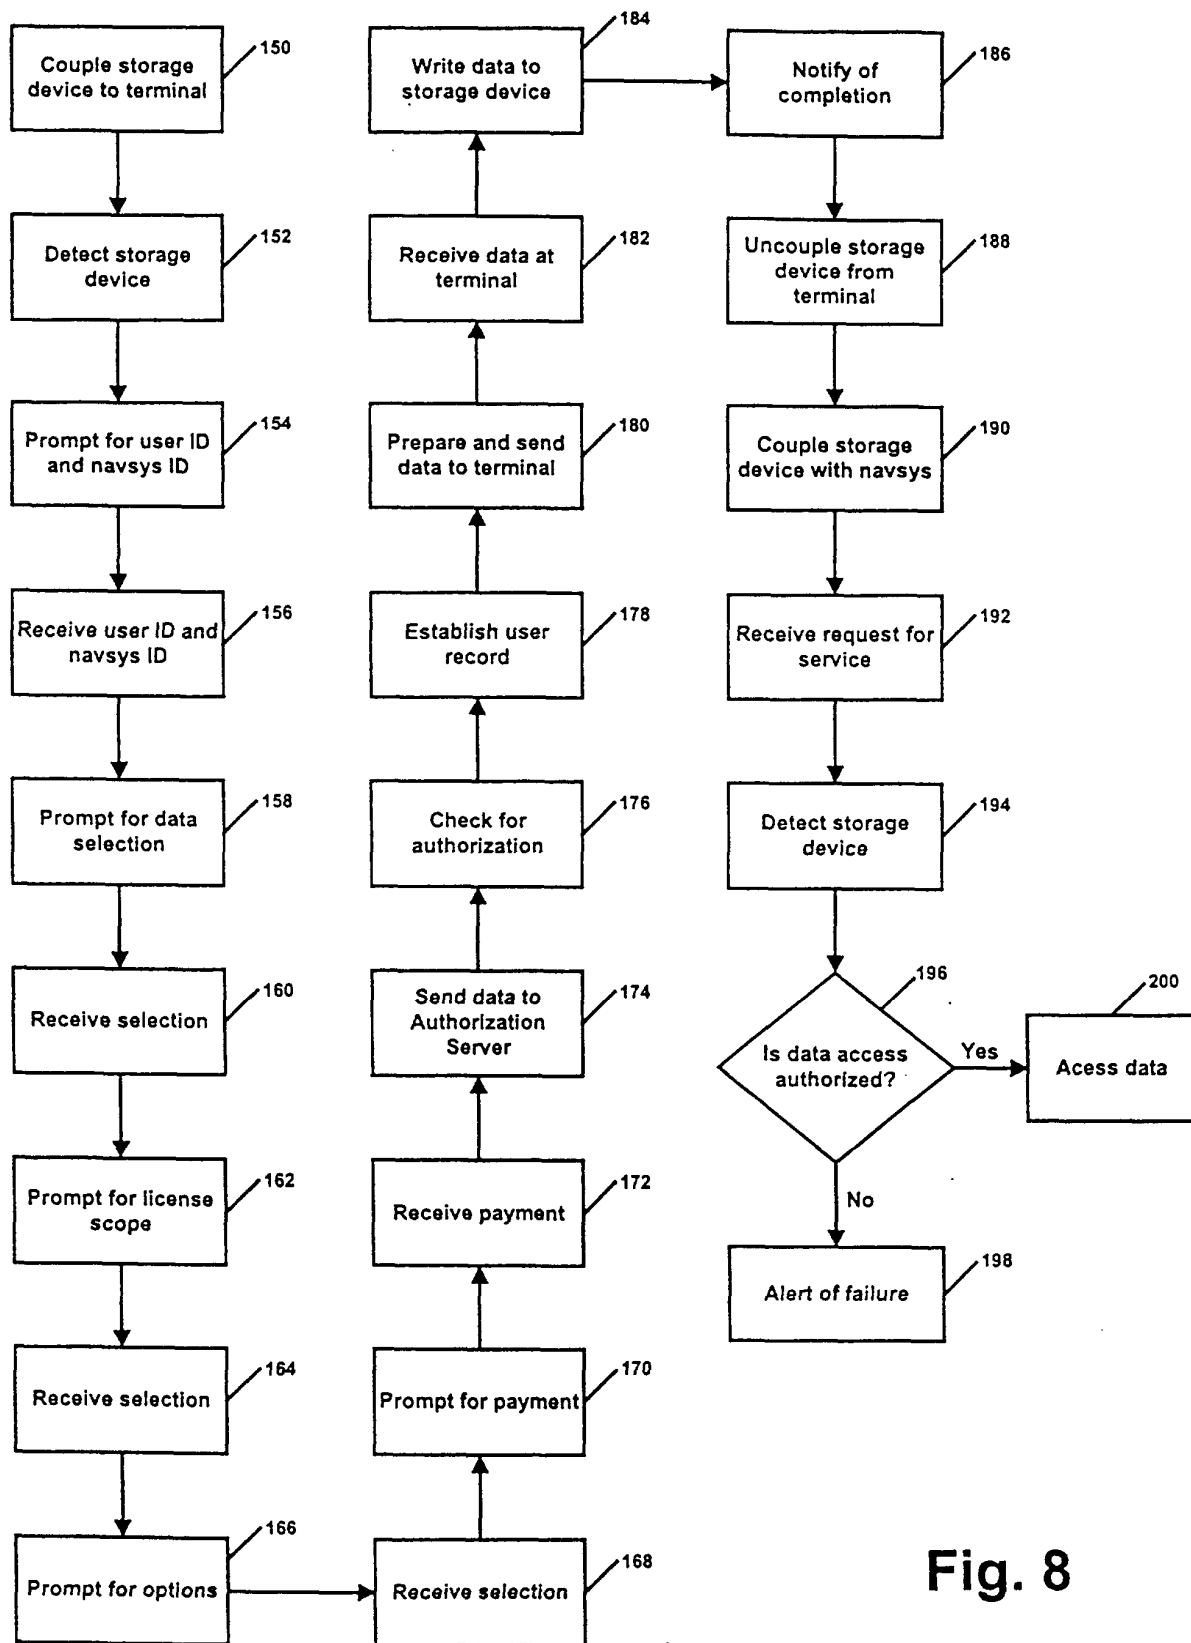 Couple storage
device to terminal
150
Detect storage
device
152
Prompt for user ID
and navsys ID
154
Receive user ID and
navsys ID
156
Prompt for data
selection
158
Receive selection
160
Prompt for license
scope
162
Receive selection
164
Prompt for options
166
Receive selection
168
Prompt for payment
170
Receive payment
172
Send data to
Authorization
Server
174
Check for
authorization
176
Establish user
record
178
Prepare and send
data to terminal
180
Receive data at
terminal
182
Write data to
storage device
184
Notify of
completion
186
Uncouple storage
device from
terminal
188
Couple storage
device with navsys
190
Receive request for
service
192
Detect storage
device
194
Is data access
authorized?
196
Yes
Acess data
200
No
Alert of failure
198
Fig. 8